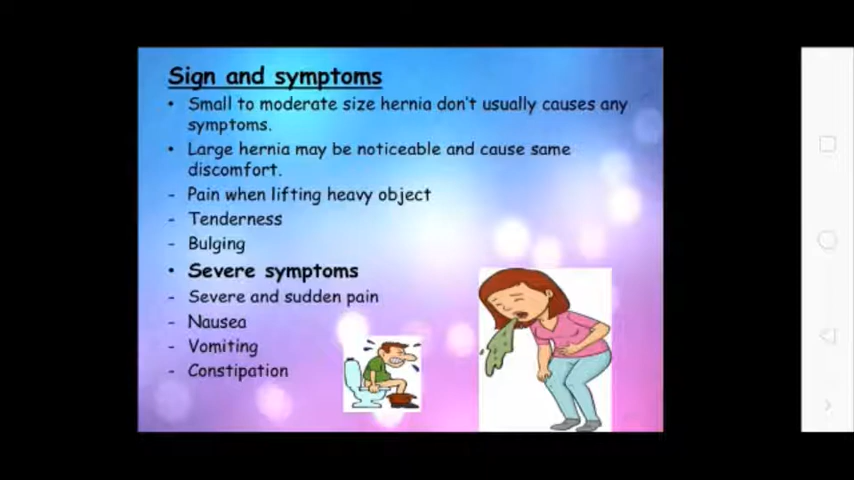 Sign and symptoms
• Small to moderate size hernia don't usually causes any
symptoms.
• Large hernia may be noticeable and cause same
discomfort.
- Pain when lifting heavy object
- Tenderness
- Bulging
• Severe symptoms
- Severe and sudden pain
- Nausea
- Vomiting
- Constipation